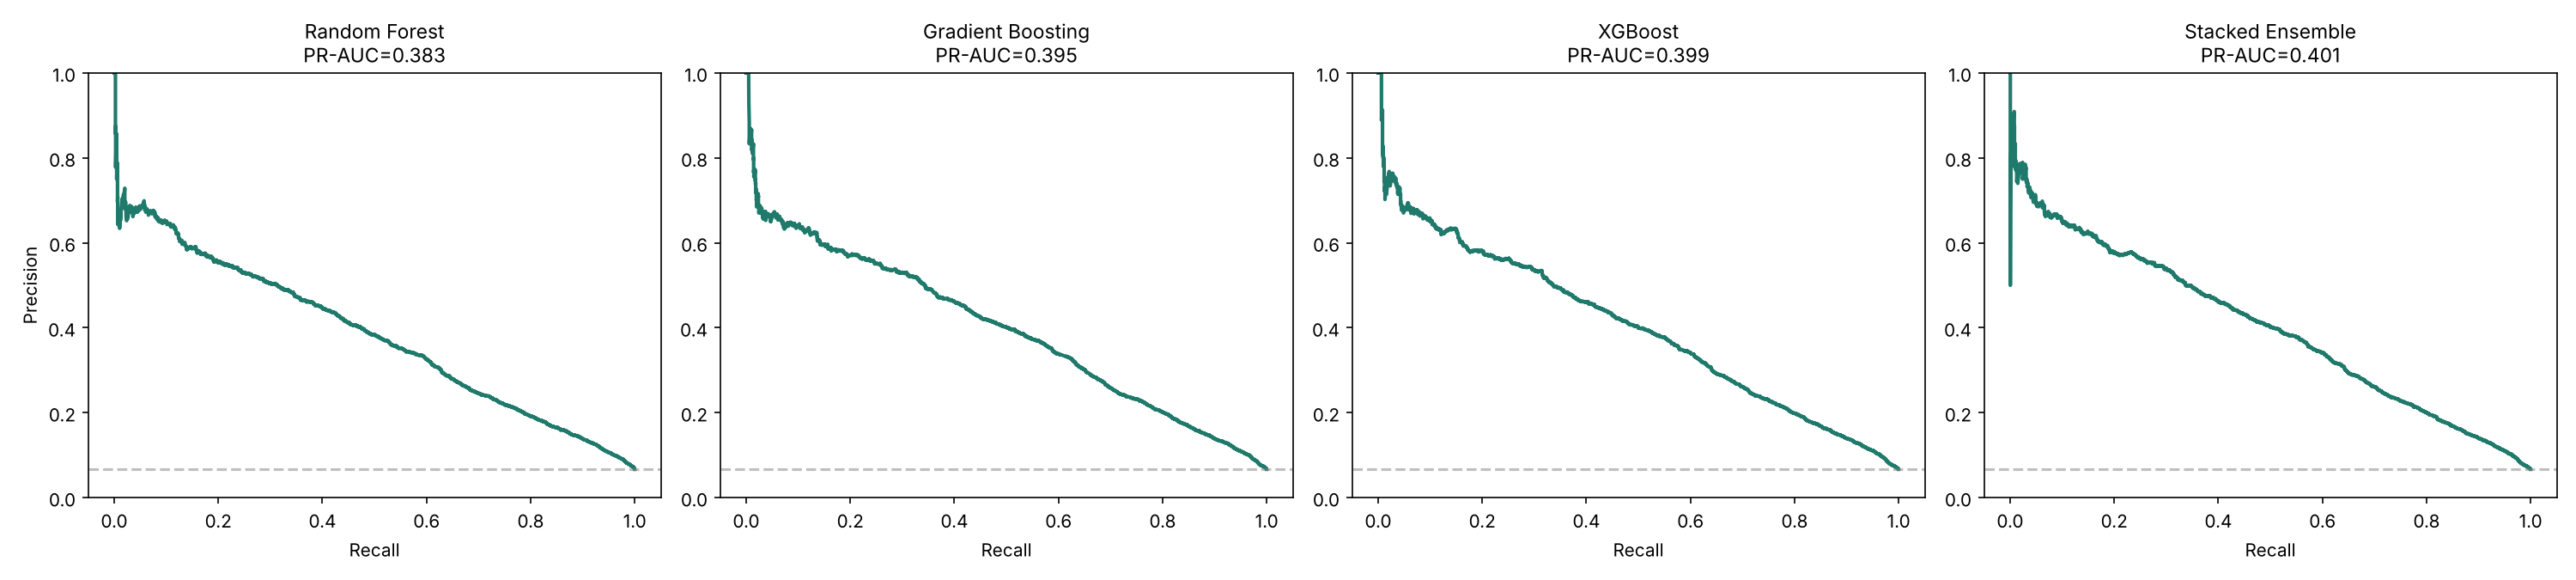 Random Forest
PR-AUC=0.383
Precision
1.0
0.8
0.6
0.4
0.2
0.0
0.0 0.2 0.4 0.6 0.8 1.0
Recall
Gradient Boosting
PR-AUC=0.395
1.0
0.8
0.6
0.4
0.2
0.0
0.0 0.2 0.4 0.6 0.8 1.0
Recall
XGBoost
PR-AUC=0.399
1.0
0.8
0.6
0.4
0.2
0.0
0.0 0.2 0.4 0.6 0.8 1.0
Recall
Stacked Ensemble
PR-AUC=0.401
1.0
0.8
0.6
0.4
0.2
0.0
0.0 0.2 0.4 0.6 0.8 1.0
Recall